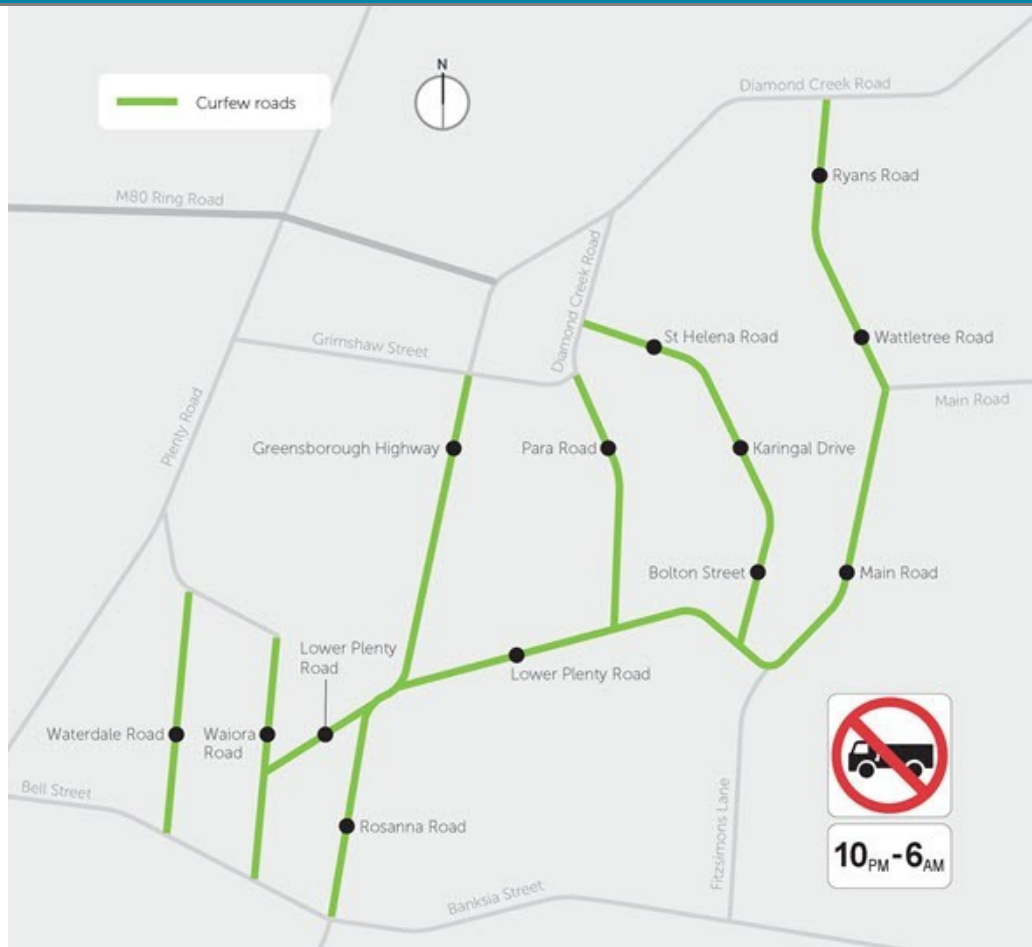 N
Curfew roads
Diamond Creek Road
Ryans Road
M80 Ring Road
Diamond Creek Road
St Helena Road
Wattletree Road
Grimshaw Street
Main Road
Plenty Road
Greensborough Highway
Para Road
Karingal Drive
Bolton Street
Main Road
Lower Plenty
Road
Lower Plenty Road
Waterdale Road
Waiora
Road
Bell Street
Rosanna Road
Fitzsimons Lane
10PM-6AM
Banksia Street